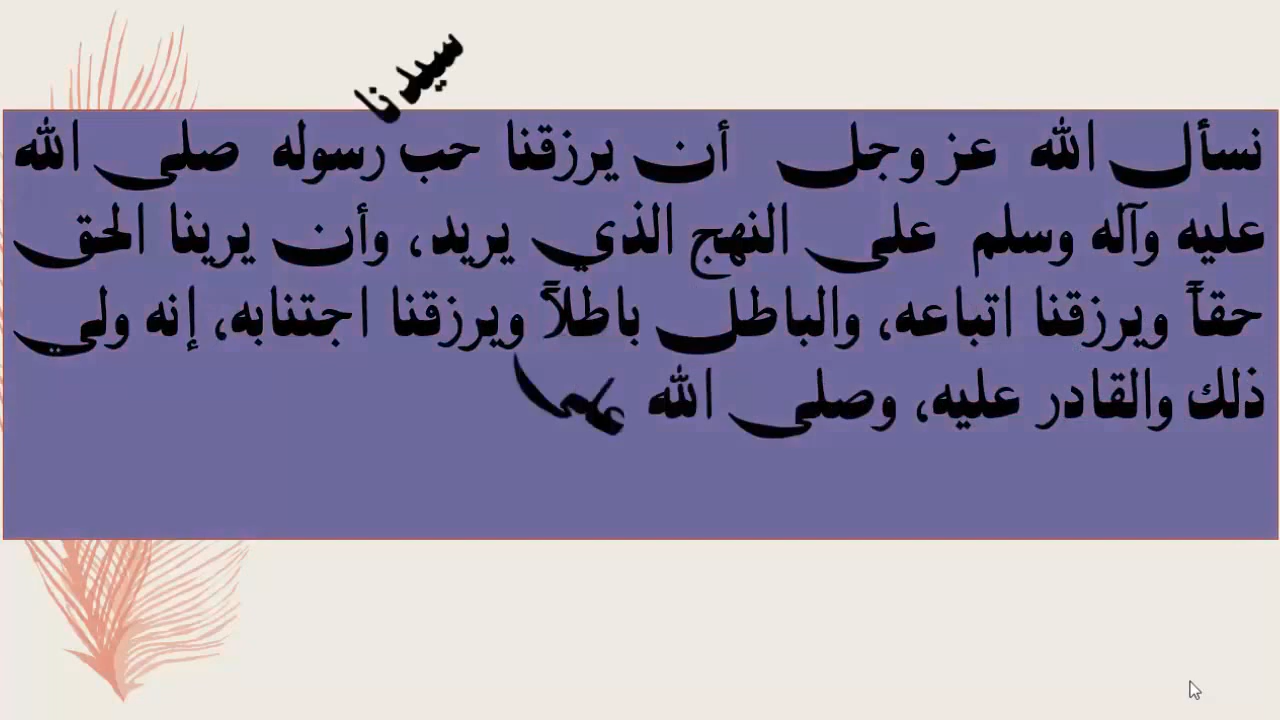 سيدنا
نسأل الله عز وجل أن يرزقنا حب رسوله صلى الله
عليه وآله وسلم على النهج الذي يريد، وأن يرينا الحق
حقاً ويرزقنا اتباعه، والباطل باطلاً ويرزقنا اجتنابه، إنه ولي
ذلك والقادر عليه، وصلى الله